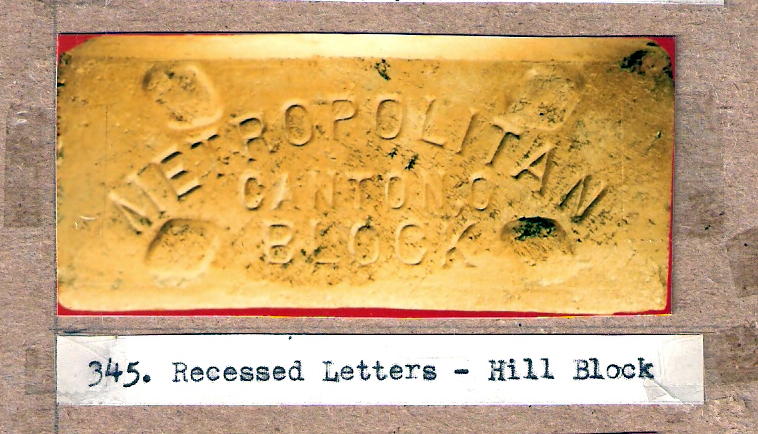 METROPOLITAN
CANTON.O
BLOCK
345. Recessed Letters - Hill Block